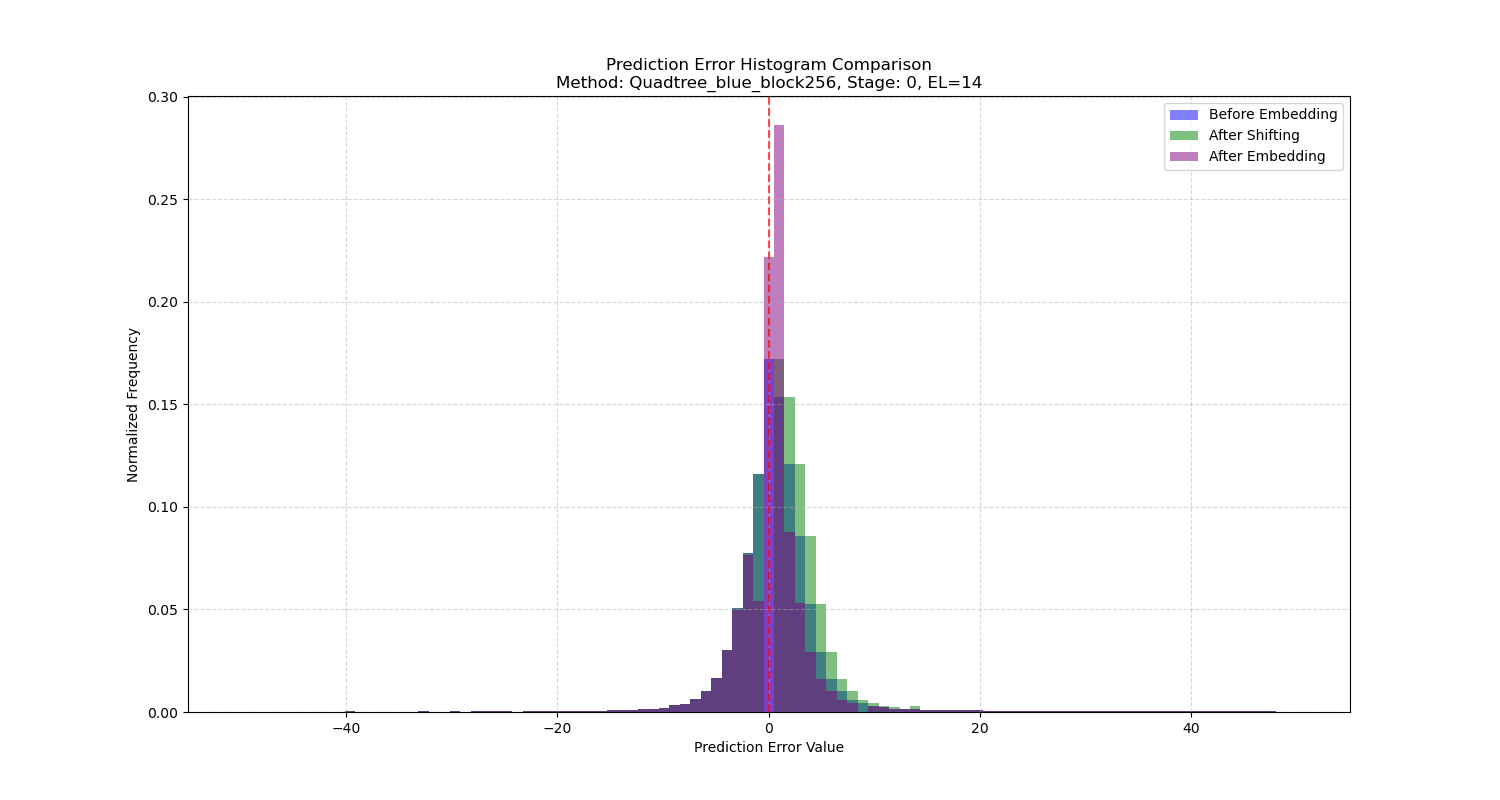 Prediction Error Histogram Comparison
Method: Quadtree_blue_block256, Stage: 0, EL=14
0.30
0.25
0.20
0.15
0.10
0.05
0.00
Normalized Frequency
Before Embedding
After Shifting
After Embedding
−40
−20
0
20
40
Prediction Error Value